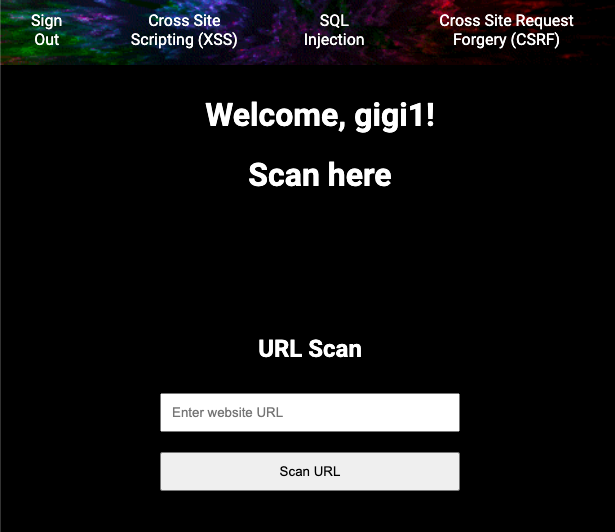 Sign
Out
Cross Site
Scripting (XSS)
SQL
Injection
Cross Site Request
Forgery (CSRF)
Welcome, gigi1!
Scan here
URL Scan
Enter website URL
Scan URL